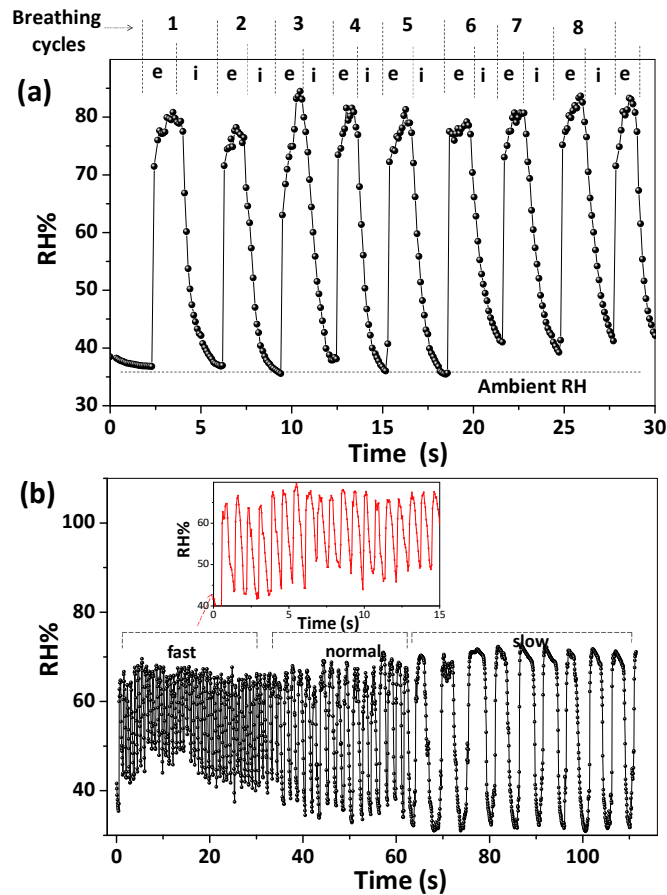 Breathing cycles 1 2 3 4 5 6 7 8
(a)
e i e i e i e i e i e i e i e i e
80
70
60
50
40
30
RH%
Ambient RH
0 5 10 15 20 25 30
Time (s)
(b)
100
80
60
40
RH%
60
50
40
RH%
0 5 10 15
Time (s)
fast normal slow
0 20 40 60 80 100
Time (s)